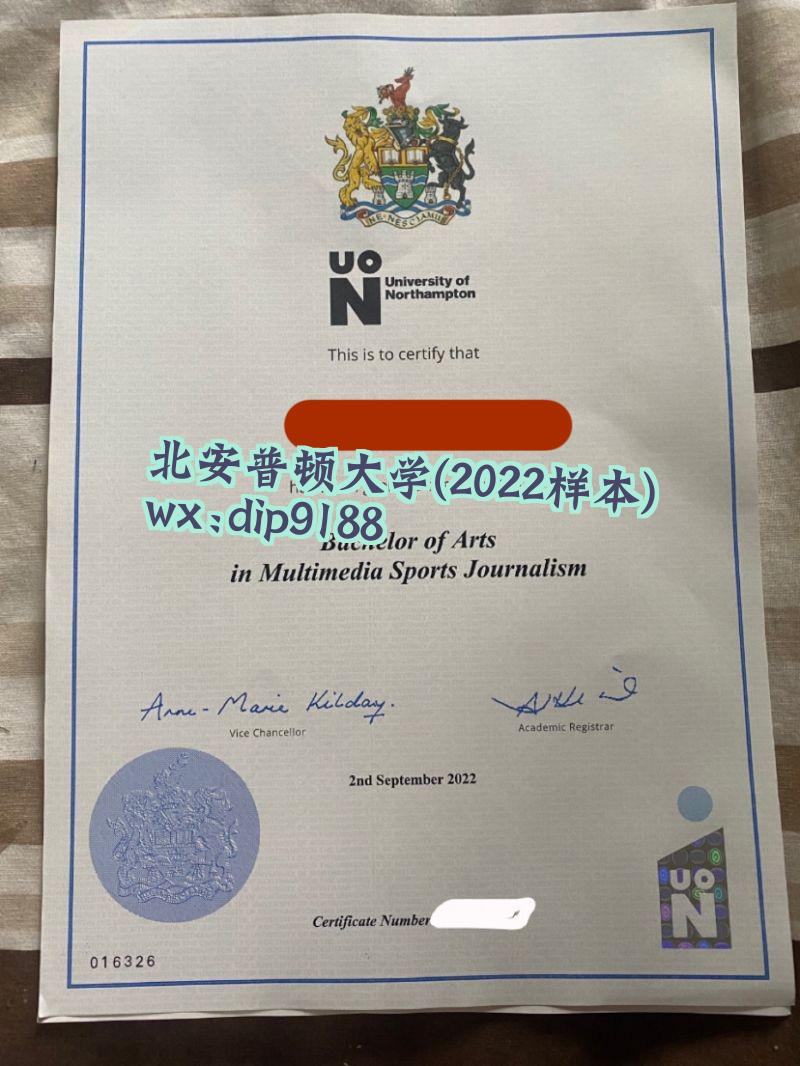 NE·NESCIAMUS
UON
University of
Northampton
This is to certify that
北安普顿大学(2022样本)
wx:dip9188
Bachelor of Arts
in Multimedia Sports Journalism
Anne-Marie Kilday.
Vice Chancellor
Academic Registrar
2nd September 2022
UON
Certificate Number
016326